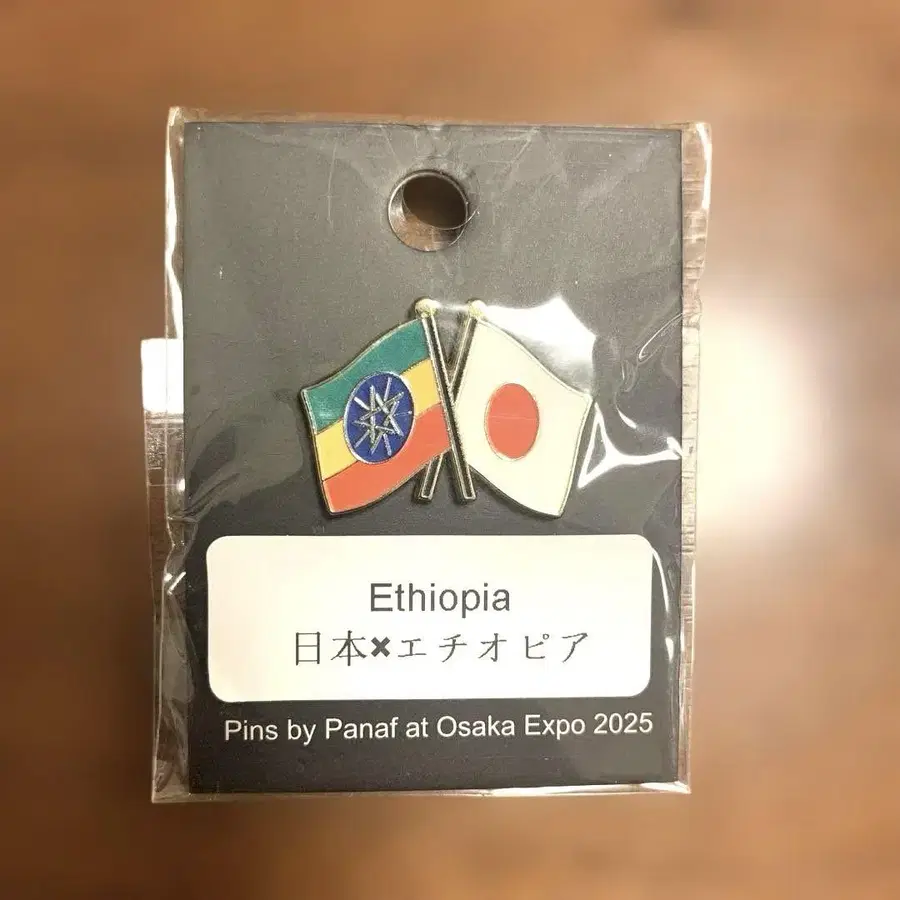 Ethiopia
日本✖エチオピア
Pins by Panaf at Osaka Expo 2025